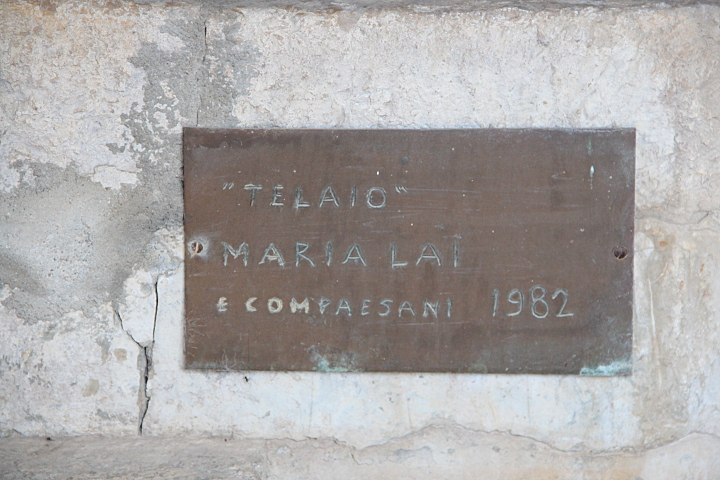 "TELAIO"
MARIA LAI
E COMPAESANI 1982